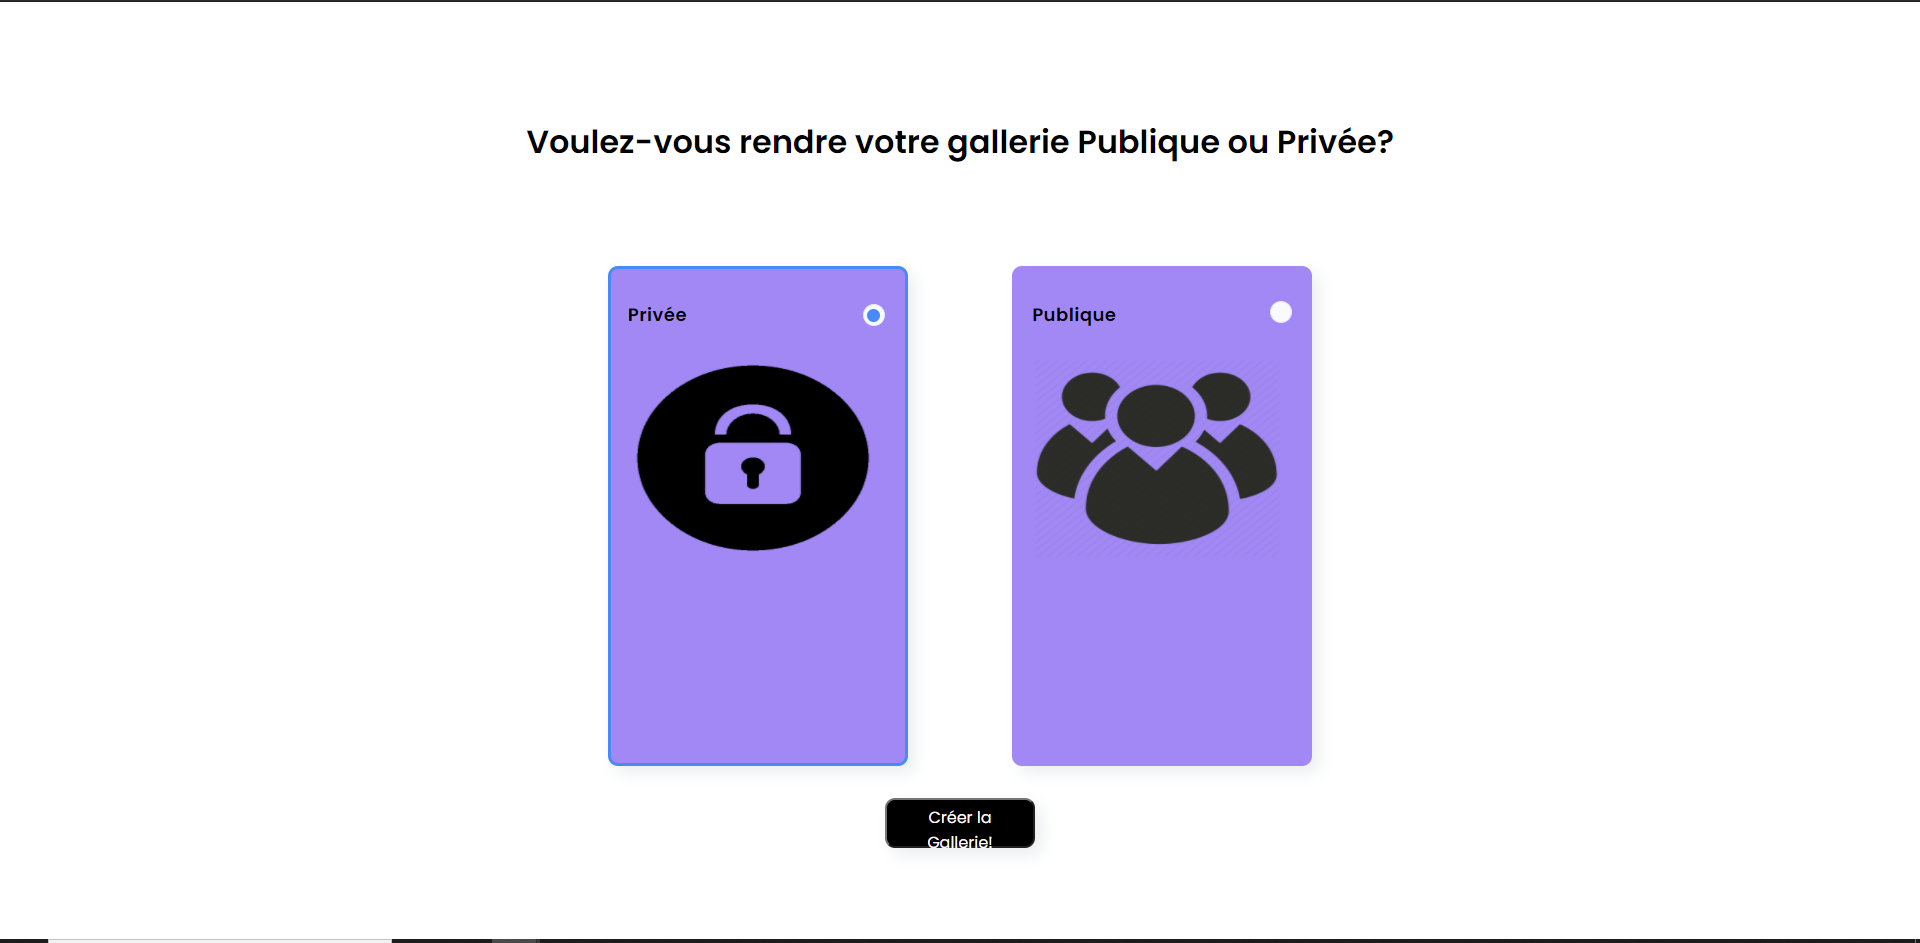 Voulez-vous rendre votre gallerie Publique ou Privée?
Privée
Publique
Créer la
Gallerie!